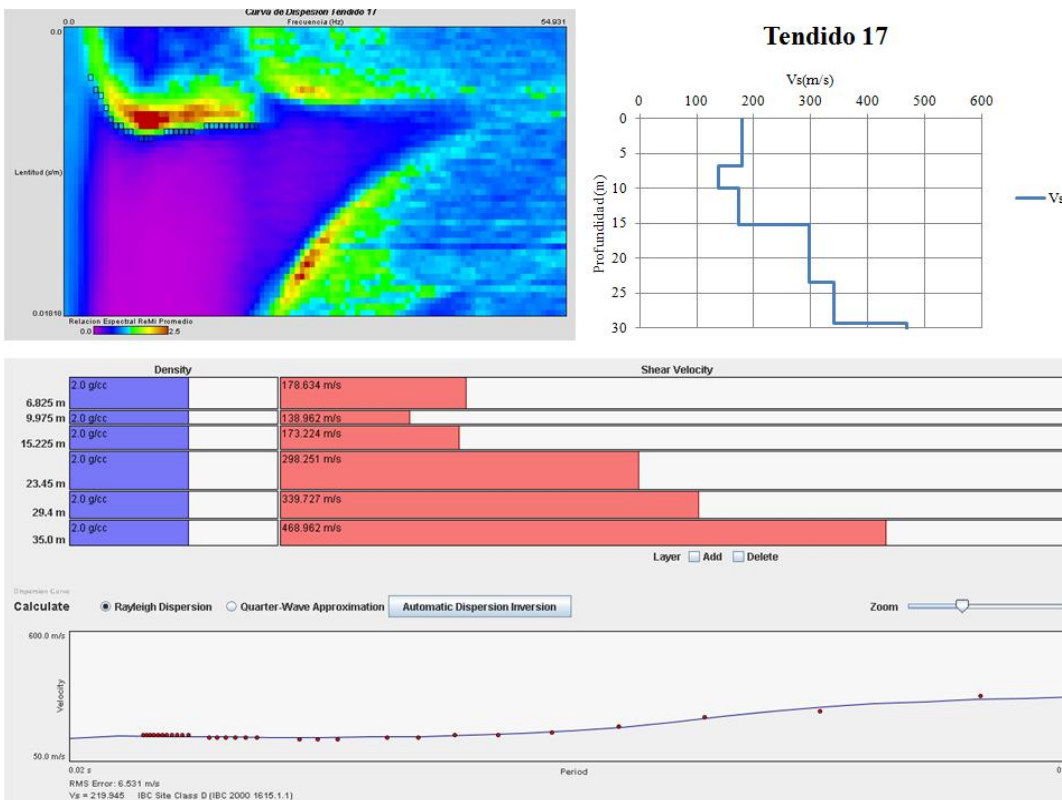 Curva de Dispesión Tendido 17
0.0 Frecuencia (Hz) 54.931
0.0
Lentitud (s/m)
0.01818
Relacion Espectral ReMi Promedio
0.0 2.5
Tendido 17
Vs(m/s)
0 100 200 300 400 500 600
0
5
10
15
20
25
30
Profundidad(m)
Vs
Density Shear Velocity
2.0 g/cc 178.634 m/s
6.825 m
2.0 g/cc 138.962 m/s
9.975 m
2.0 g/cc 173.224 m/s
15.225 m
2.0 g/cc 298.251 m/s
23.45 m
2.0 g/cc 339.727 m/s
29.4 m
2.0 g/cc 468.962 m/s
35.0 m
Layer Add Delete
Dispersion Curve
Calculate Rayleigh Dispersion Quarter-Wave Approximation Automatic Dispersion Inversion Zoom
600.0 m/s
Velocity
50.0 m/s
0.02 s Period 0.
RMS Error: 6.531 m/s
Vs = 219.945 IBC Site Class D (IBC 2000 1615.1.1)